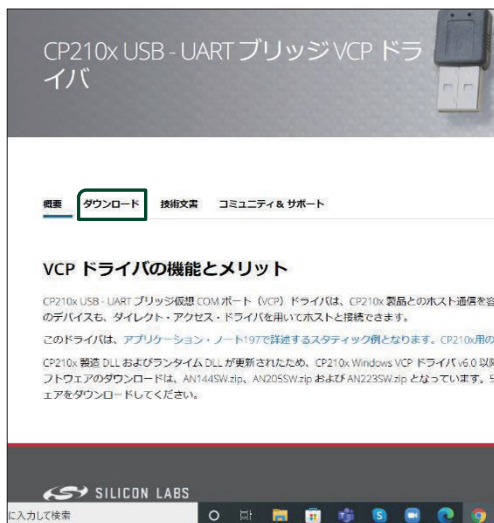 CP210x USB - UART ブリッジ VCP ドラ
イバ
概要 ダウンロード 技術文書 コミュニティ & サポート
VCP ドライバの機能とメリット
CP210x USB - UART ブリッジ仮想 COM ポート（VCP）ドライバは、CP210x 製品とのホスト通信を容
のデバイスも、ダイレクト・アクセス・ドライバを用いてホストと接続できます。
このドライバは、アプリケーション・ノート197で詳述するスタティック例となります。CP210x用の
CP210x 製造 DLL およびランタイム DLL が更新されたため、CP210x Windows VCP ドライバ v6.0 以
フトウェアのダウンロードは、AN144SW.zip、AN205SW.zip および AN223SW.zip となっています。
ェアをダウンロードしてください。
SILICON LABS
に入力して検索